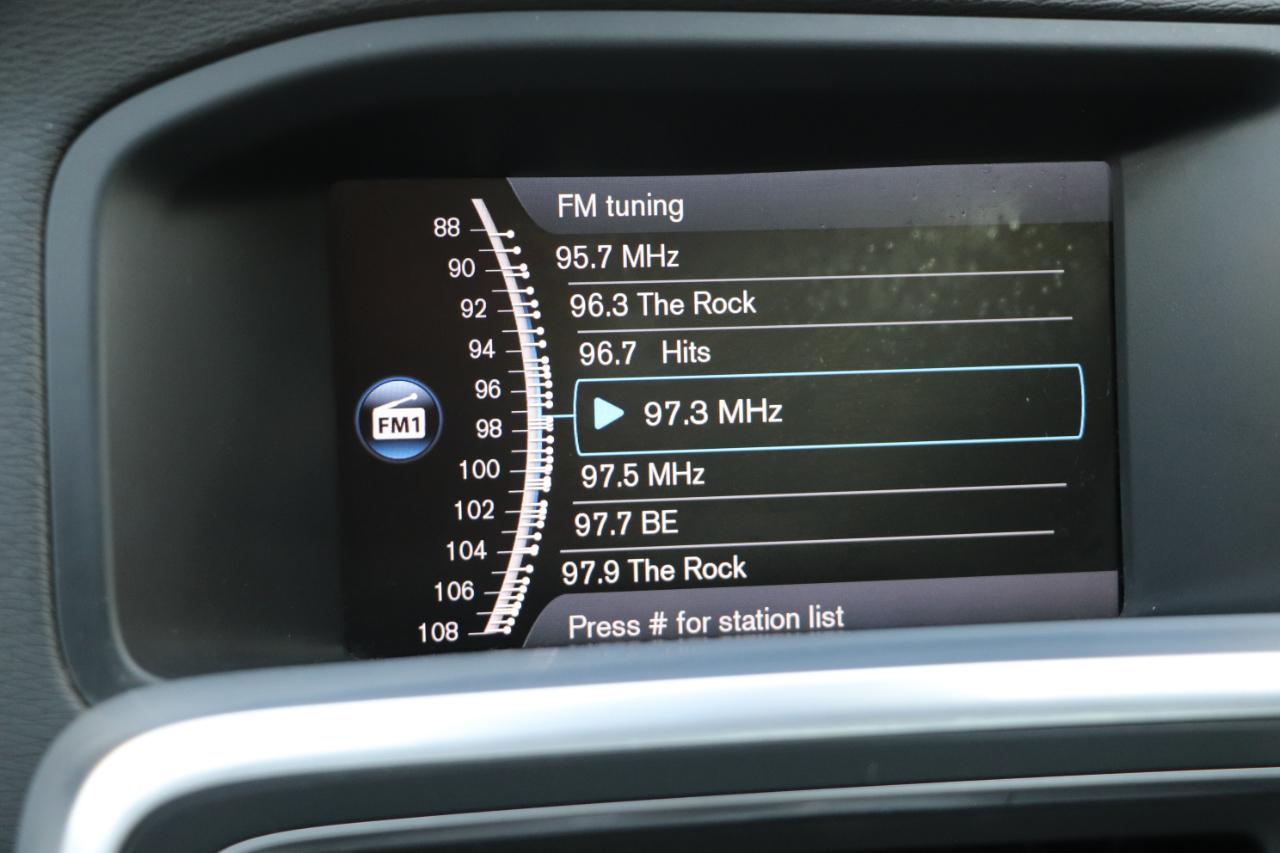 FM tuning
88
90
92
94
96
98
100
102
104
106
108
FM1
95.7 MHz
96.3 The Rock
96.7 Hits
97.3 MHz
97.5 MHz
97.7 BE
97.9 The Rock
Press # for station list